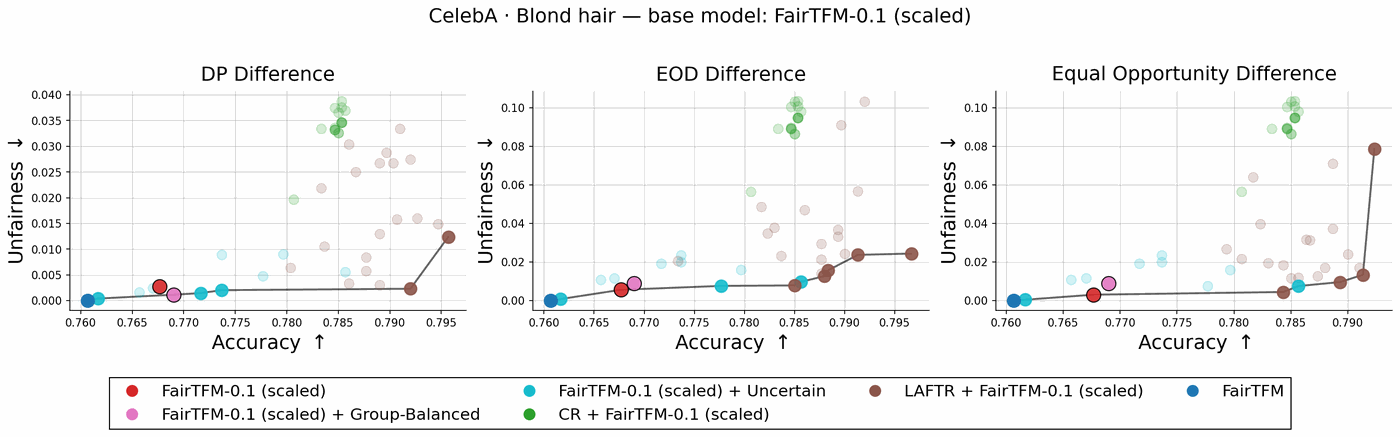 CelebA · Blond hair — base model: FairTFM-0.1 (scaled)
DP Difference
EOD Difference
Equal Opportunity Difference
Unfairness ↓
0.040
0.035
0.030
0.025
0.020
0.015
0.010
0.005
0.000
0.760 0.765 0.770 0.775 0.780 0.785 0.790 0.795
Accuracy ↑
Unfairness ↓
0.10
0.08
0.06
0.04
0.02
0.00
0.760 0.765 0.770 0.775 0.780 0.785 0.790 0.795
Accuracy ↑
Unfairness ↓
0.10
0.08
0.06
0.04
0.02
0.00
0.760 0.765 0.770 0.775 0.780 0.785 0.790
Accuracy ↑
FairTFM-0.1 (scaled)
FairTFM-0.1 (scaled) + Group-Balanced
FairTFM-0.1 (scaled) + Uncertain
CR + FairTFM-0.1 (scaled)
LAFTR + FairTFM-0.1 (scaled)
FairTFM